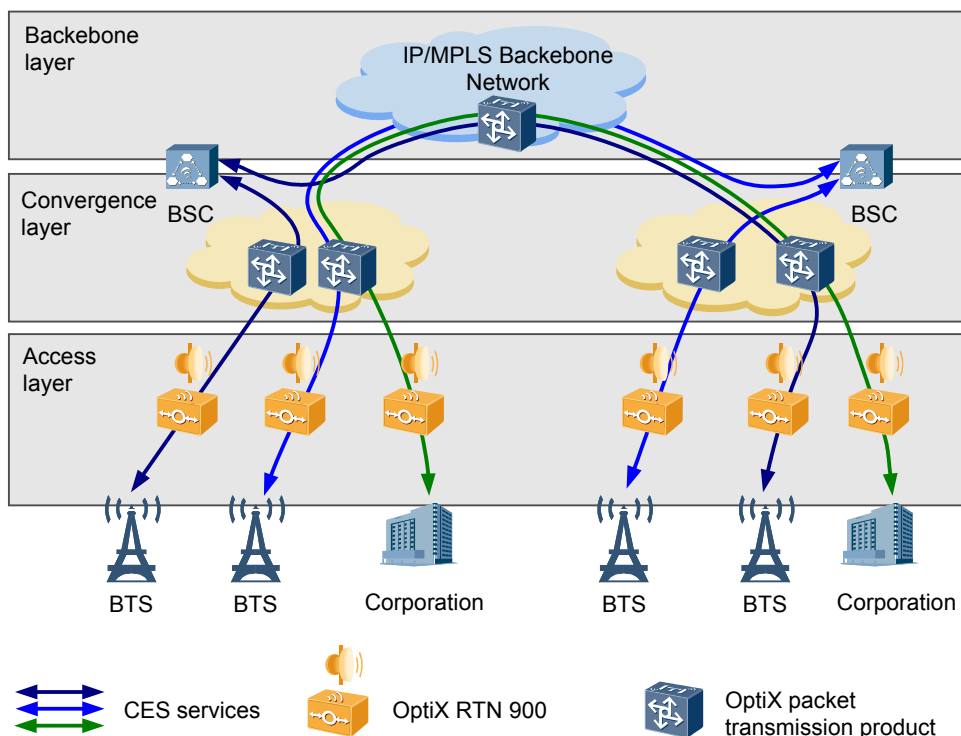 Backebone
layer
IP/MPLS Backebone
Network
Convergence
layer
BSC
BSC
Access
layer
BTS
BTS
Corporation
BTS
BTS
Corporation
CES services
OptiX RTN 900
OptiX packet
transmission product